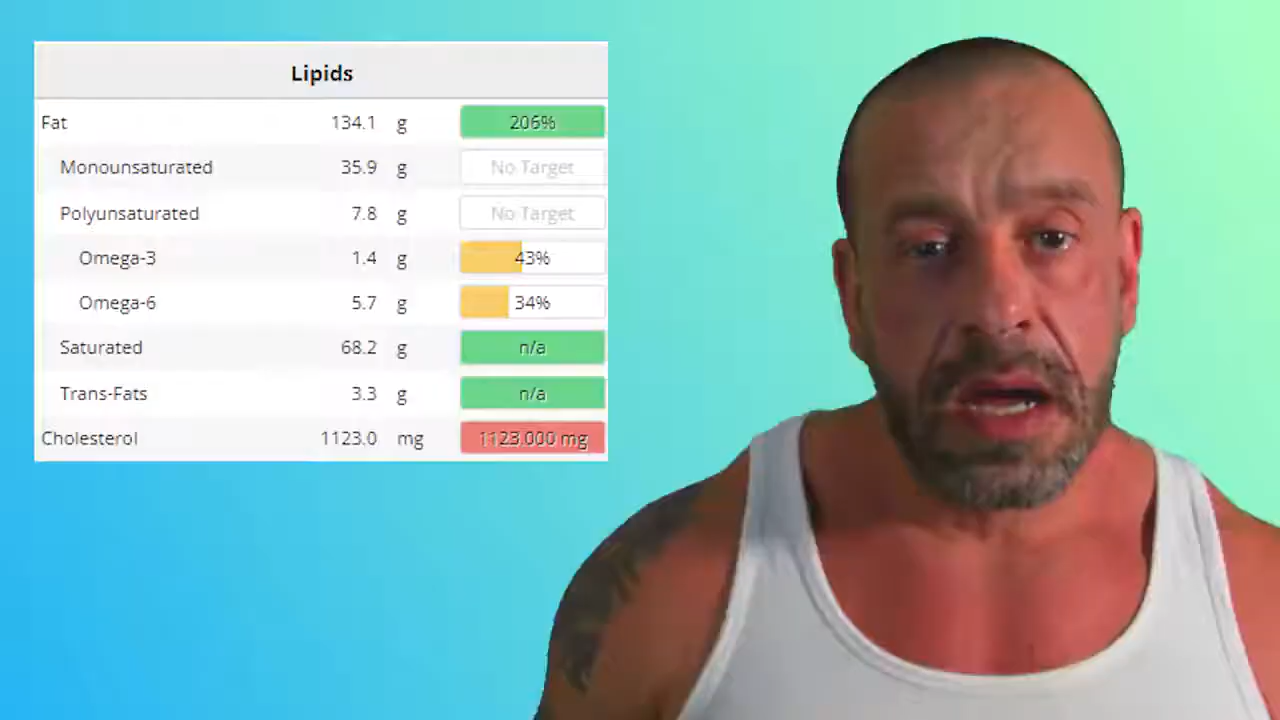 Lipids
Fat 134.1 g 206%
Monounsaturated 35.9 g No Target
Polyunsaturated 7.8 g No Target
Omega-3 1.4 g 43%
Omega-6 5.7 g 34%
Saturated 68.2 g n/a
Trans-Fats 3.3 g n/a
Cholesterol 1123.0 mg 1123.000 mg